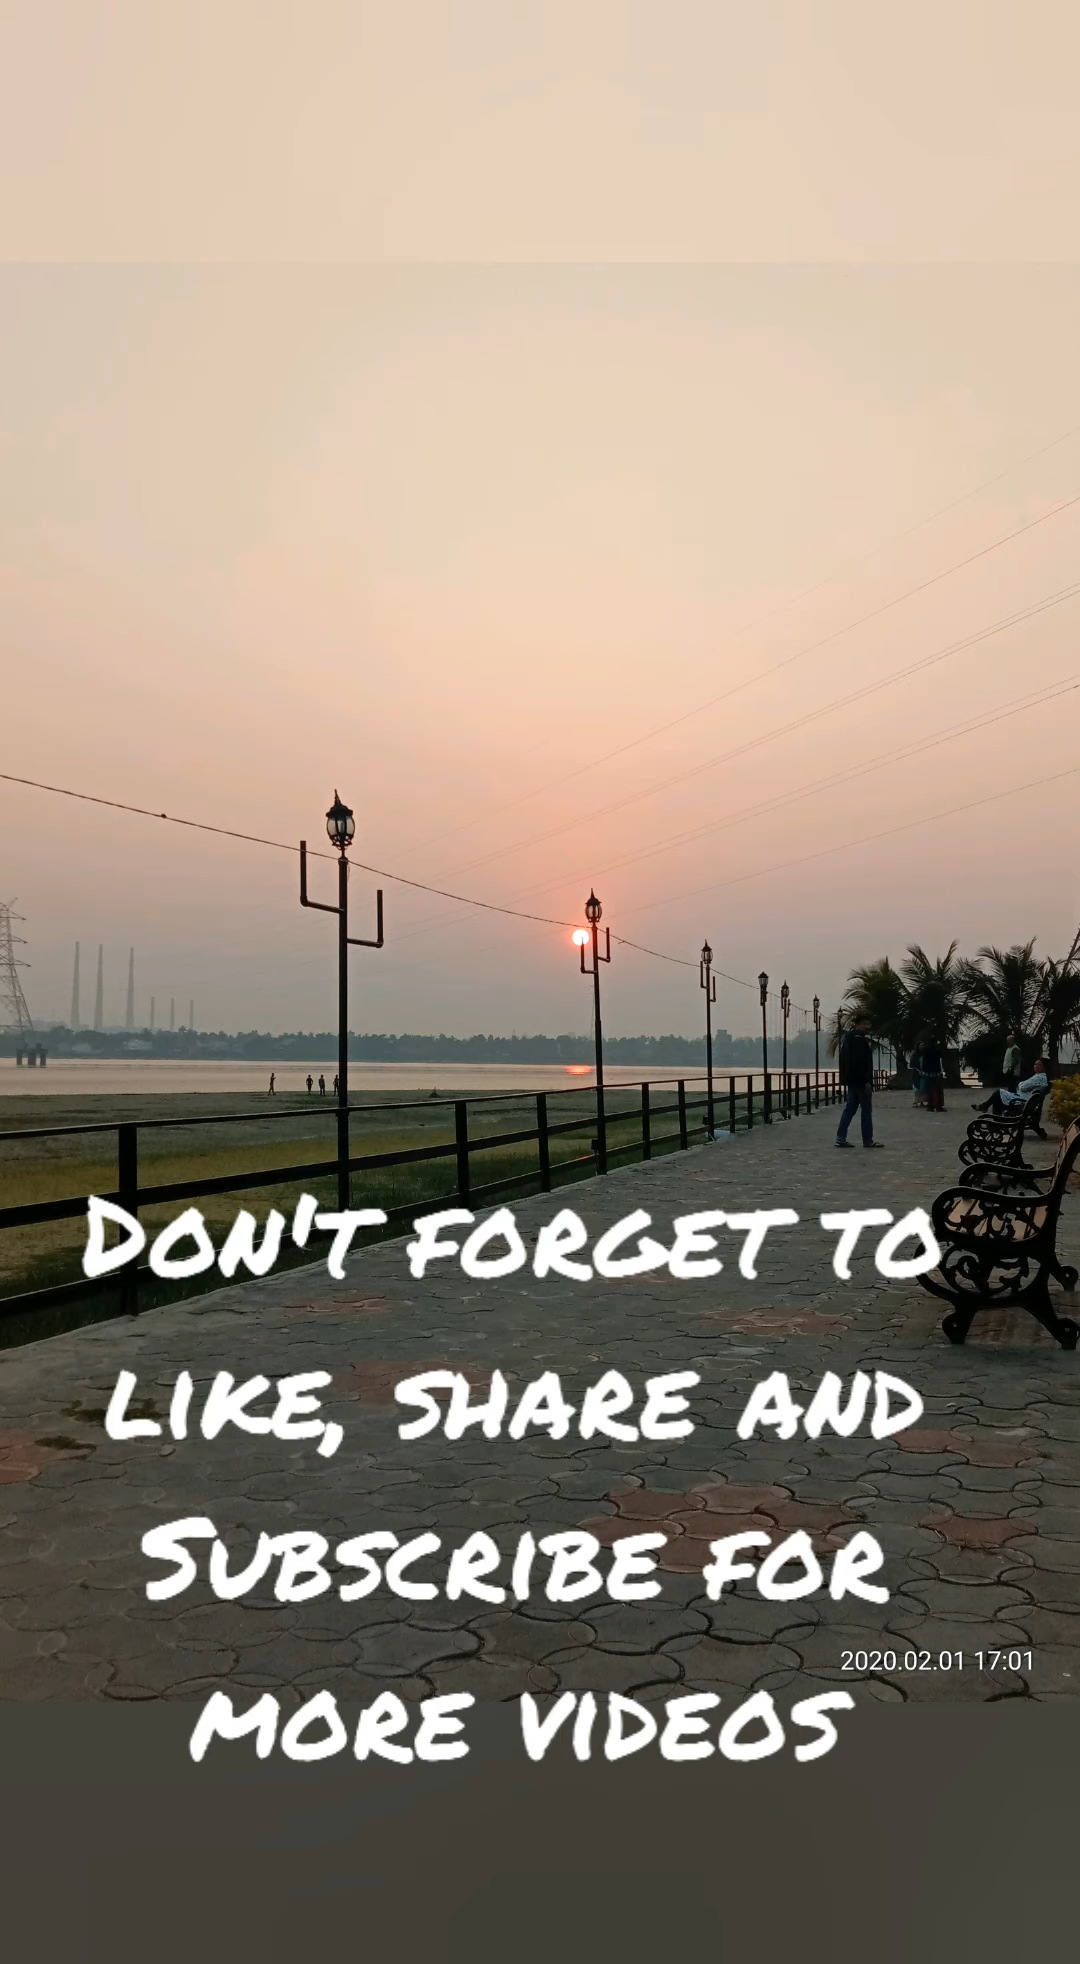 Don't forget to
like, share and
Subscribe for
2020.02.01 17:01
more videos